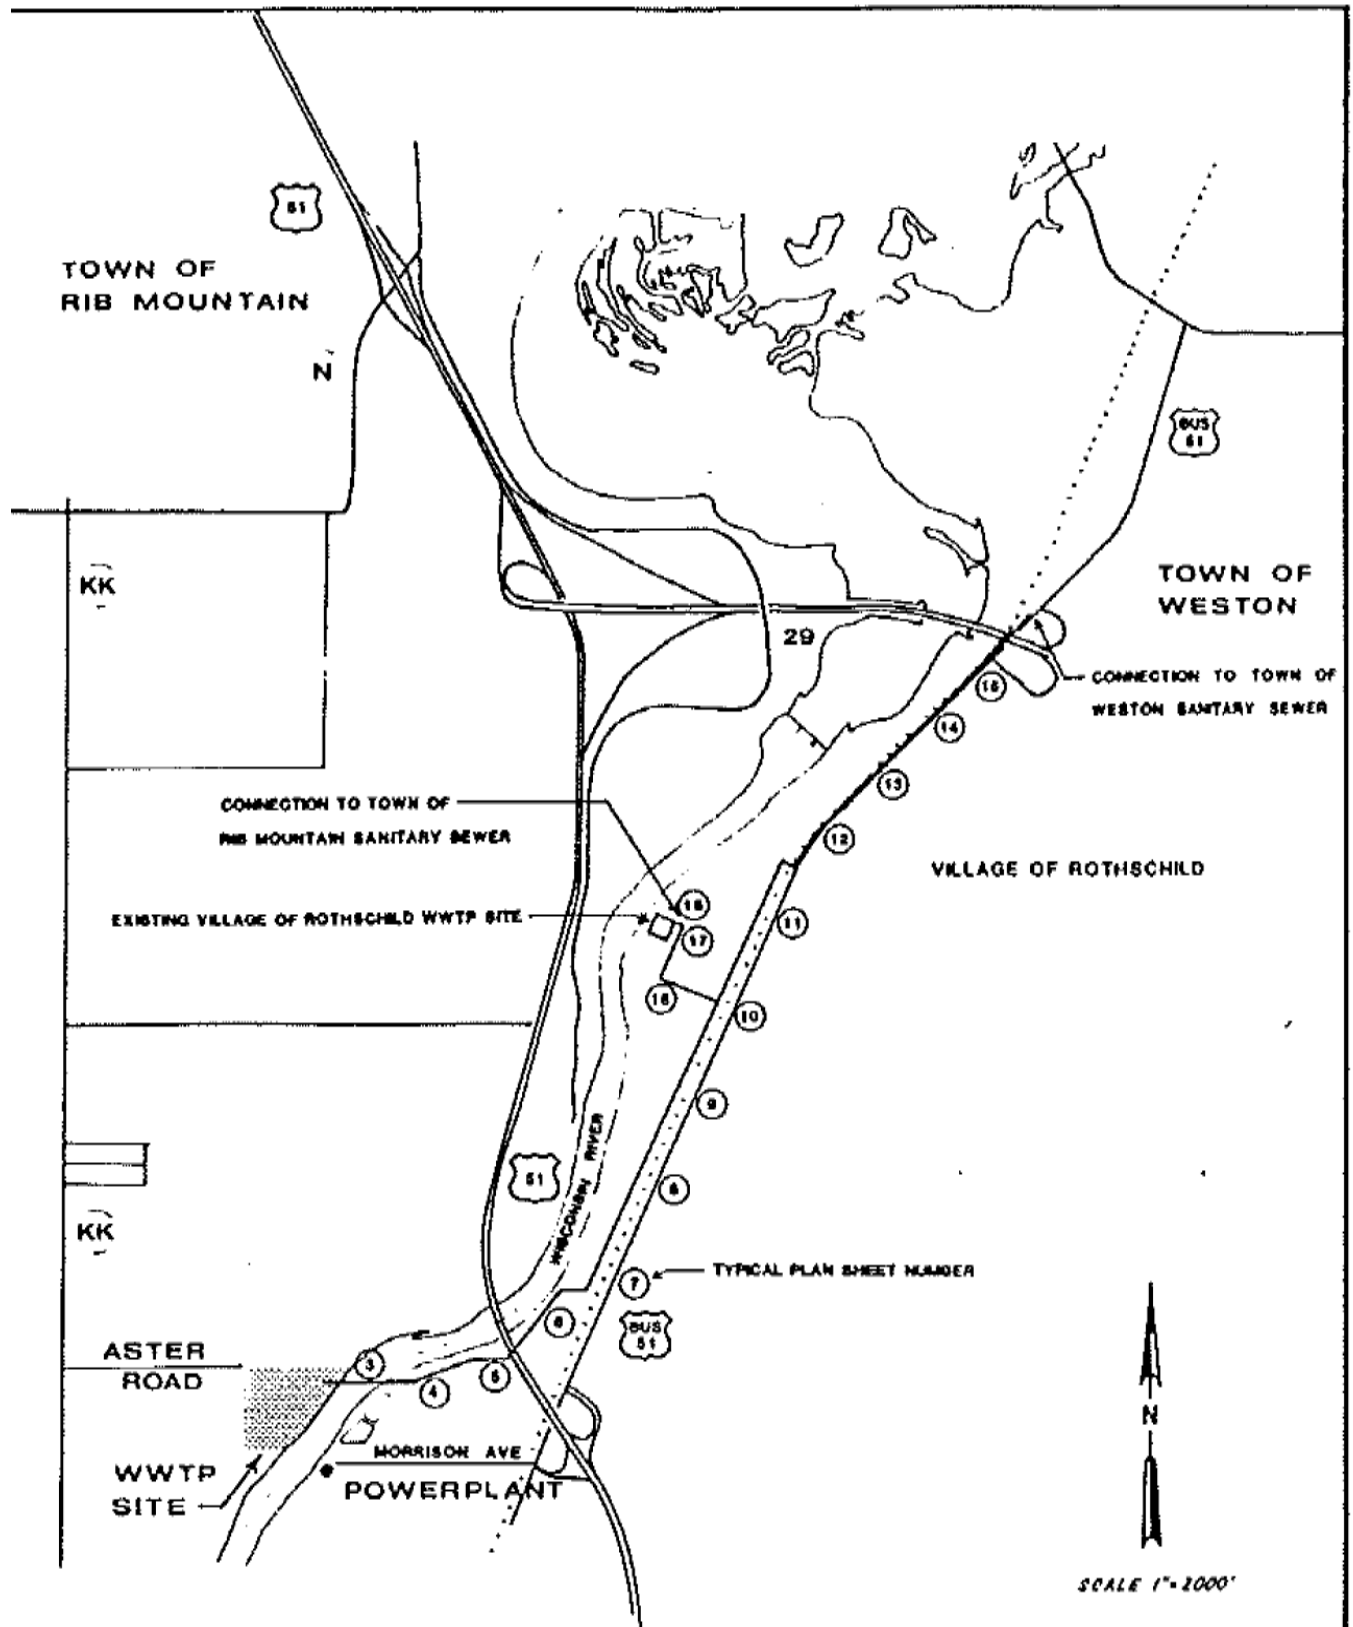 51
TOWN OF
RIB MOUNTAIN
N
BUS
51
KK
TOWN OF
WESTON
29
CONNECTION TO TOWN OF
WESTON SANITARY SEWER
15
14
13
12
CONNECTION TO TOWN OF
RIB MOUNTAIN SANITARY SEWER
VILLAGE OF ROTHSCHILD
EXISTING VILLAGE OF ROTHSCHILD WWTP SITE
11
17
10
9
8
51
WISCONSIN RIVER
KK
7
TYPICAL PLAN SHEET NUMBER
6
BUS
51
ASTER
ROAD
3
4
5
MORRISON AVE
POWERPLANT
WWTP
SITE
N
SCALE 1"=2000'